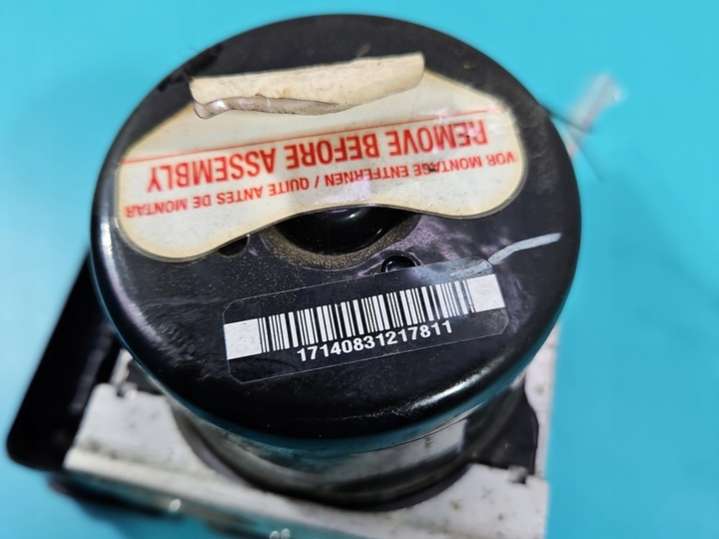 REMOVE BEFORE ASSEMBLY
VOR MONTAGE ENTFERNEN / QUITE ANTES DE MONTAR
17140831217811